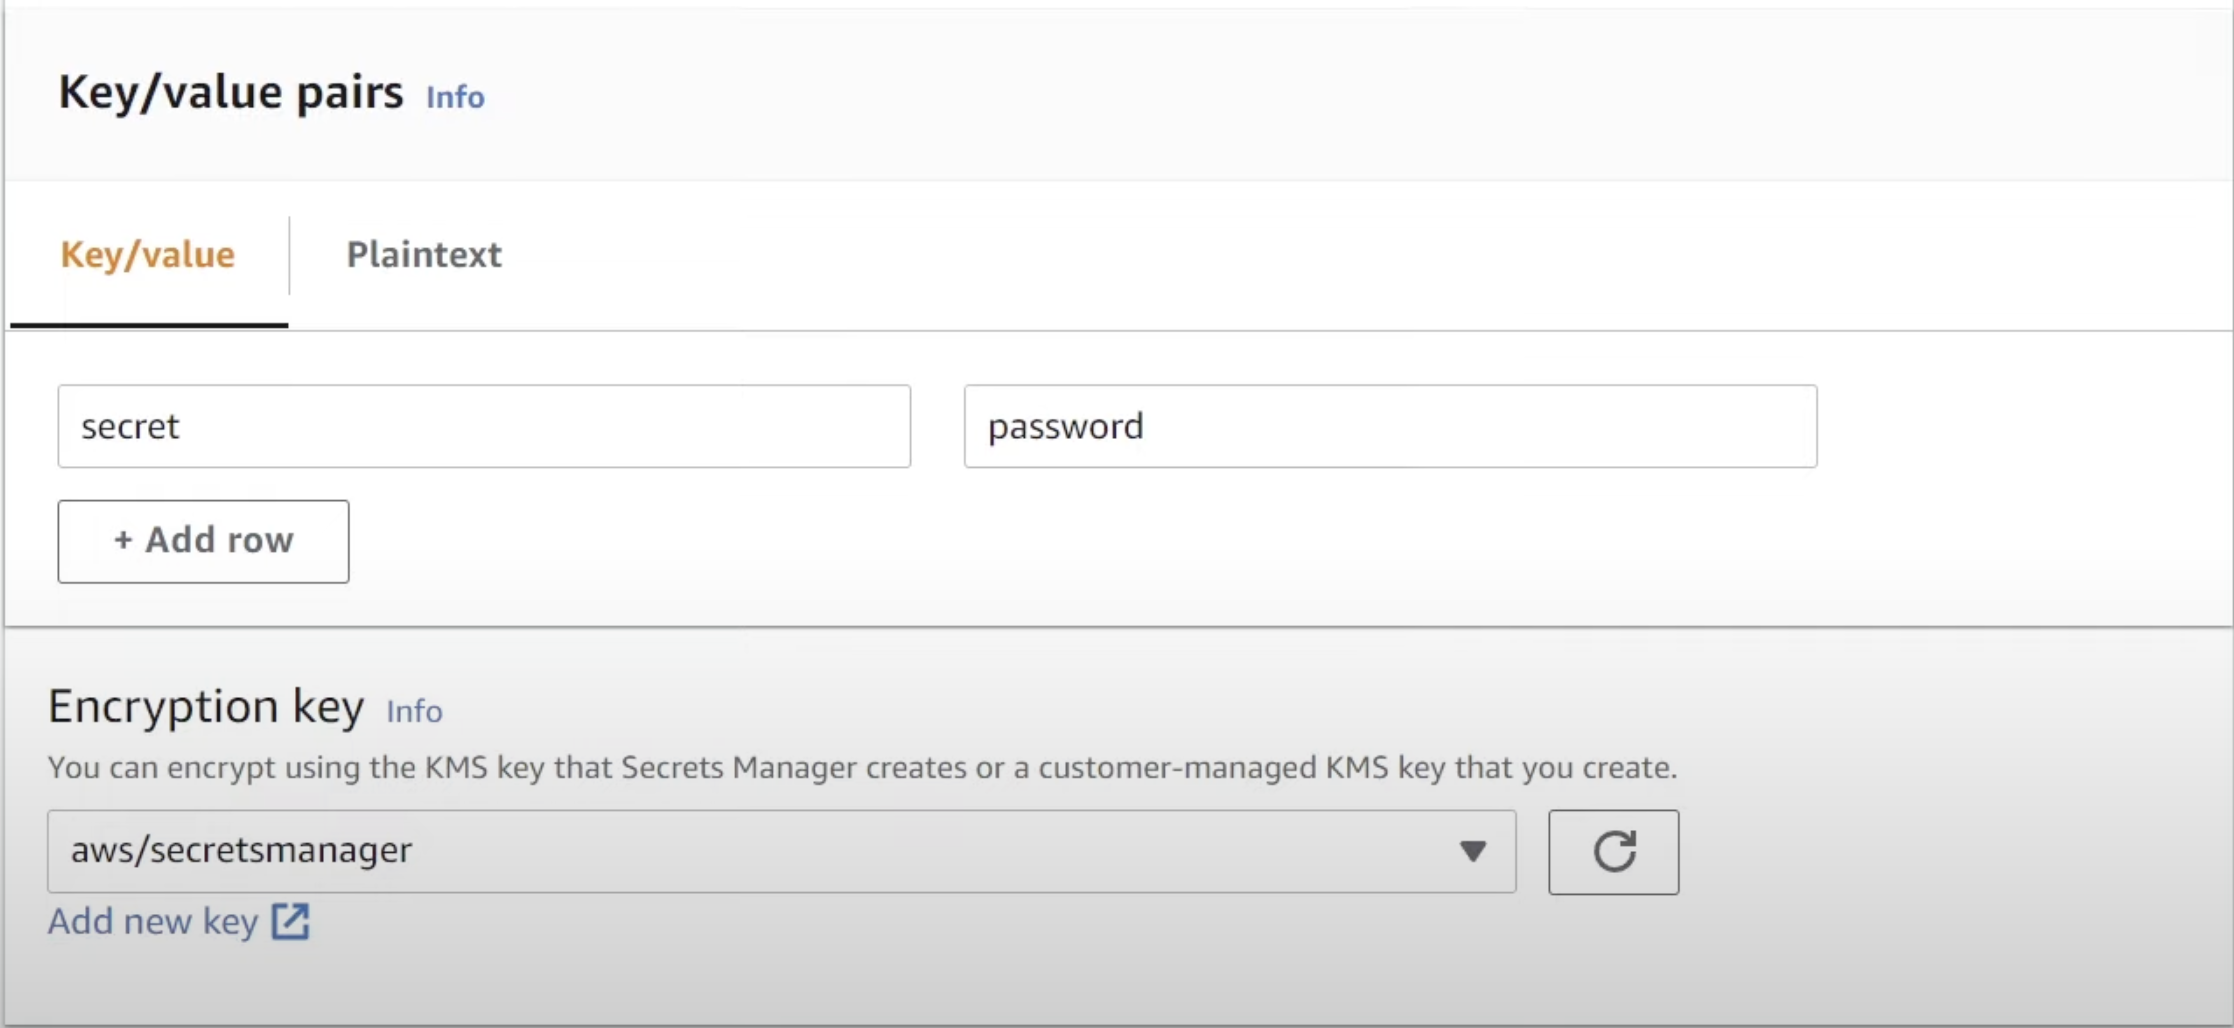 Key/value pairs Info
Key/value Plaintext
secret password
+ Add row
Encryption key Info
You can encrypt using the KMS key that Secrets Manager creates or a customer-managed KMS key that you create.
aws/secretsmanager
Add new key